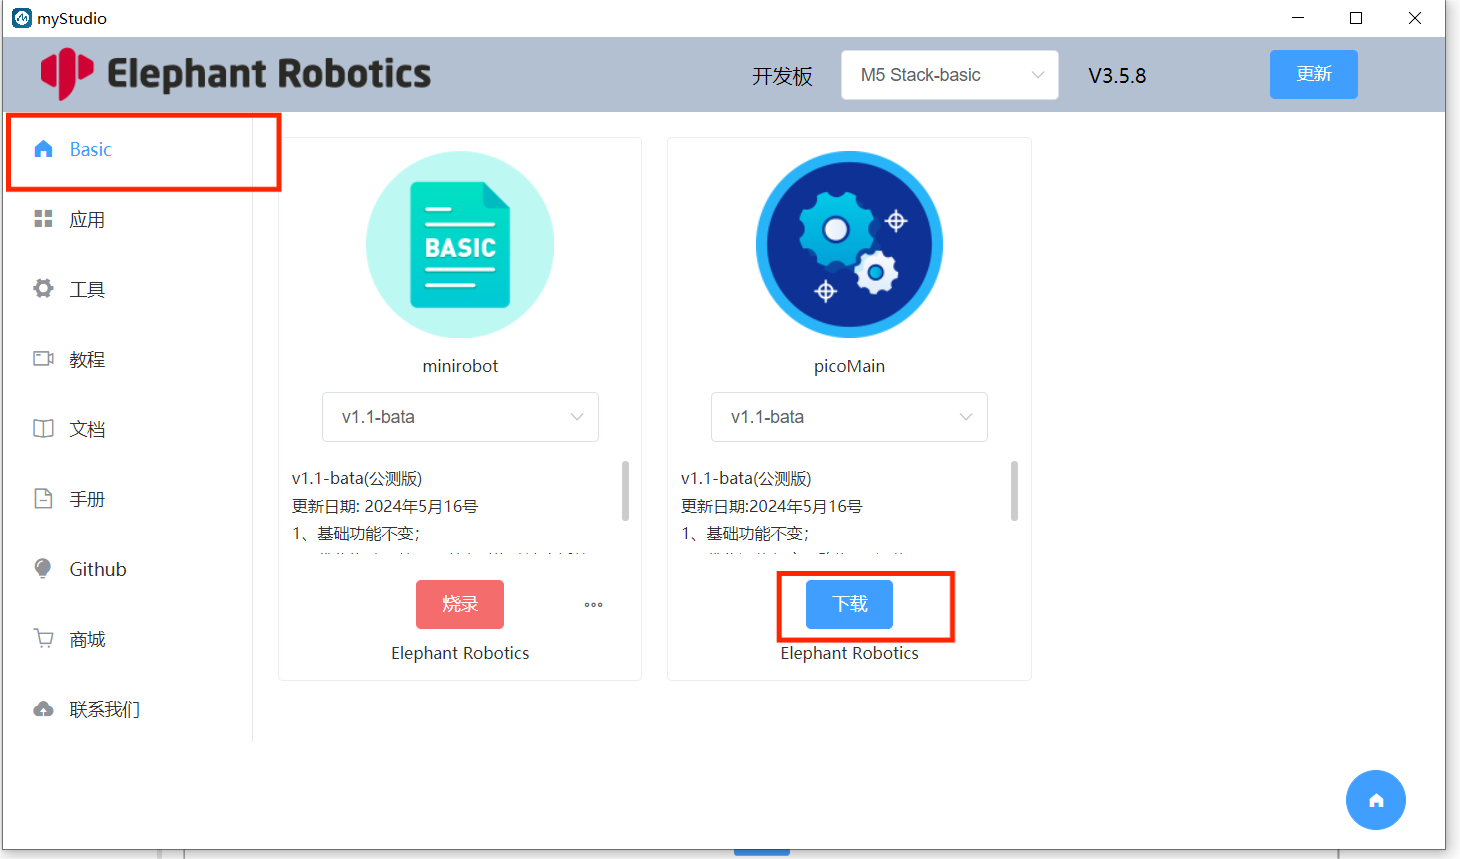 myStudio
Elephant Robotics
开发板
M5 Stack-basic
V3.5.8
更新
Basic
应用
工具
教程
文档
手册
Github
商城
联系我们
BASIC
minirobot
v1.1-bata
v1.1-bata(公测版)
更新日期: 2024年5月16号
1、基础功能不变；
烧录
Elephant Robotics
picoMain
v1.1-bata
v1.1-bata(公测版)
更新日期:2024年5月16号
1、基础功能不变；
下载
Elephant Robotics